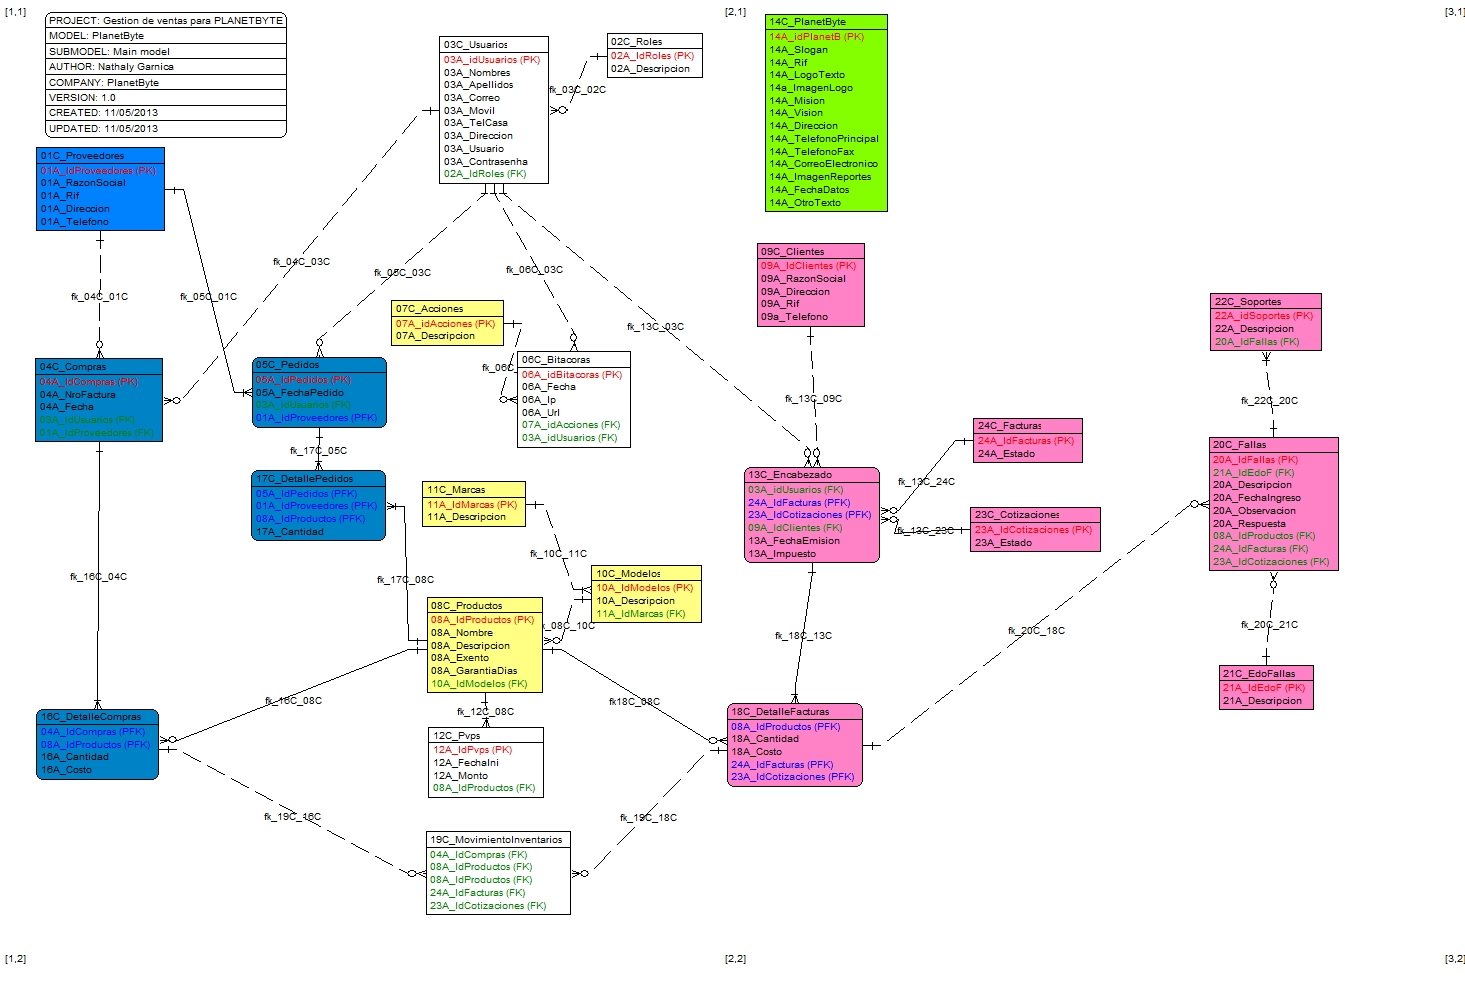 [1,1]
[2,1]
[3,1]
PROJECT: Gestion de ventas para PLANETBYTE
MODEL: PlanetByte
SUBMODEL: Main model
AUTHOR: Nathaly Garnica
COMPANY: PlanetByte
VERSION: 1.0
CREATED: 11/05/2013
UPDATED: 11/05/2013
03C_Usuarios
03A_idUsuarios (PK)
03A_Nombres
03A_Apellidos
03A_Correo
03A_Movil
03A_TelCasa
03A_Direccion
03A_Usuario
03A_Contrasenha
02A_IdRoles (FK)
02C_Roles
02A_IdRoles (PK)
02A_Descripcion
fk_03C_02C
14C_PlanetByte
14A_idPlanetB (PK)
14A_Slogan
14A_Rif
14A_LogoTexto
14a_ImagenLogo
14A_Mision
14A_Vision
14A_Direccion
14A_TelefonoPrincipal
14A_TelefonoFax
14A_CorreoElectronico
14A_ImagenReportes
14A_FechaDatos
14A_OtroTexto
01C_Proveedores
01A_IdProveedores (PK)
01A_RazonSocial
01A_Rif
01A_Direccion
01A_Telefono
fk_04C_03C
fk_05C_03C
fk_06C_03C
fk_04C_01C
fk_05C_01C
fk_13C_03C
09C_Clientes
09A_IdClientes (PK)
09A_RazonSocial
09A_Direccion
09A_Rif
09a_Telefono
22C_Soportes
22A_idSoportes (PK)
22A_Descripcion
20A_IdFallas (FK)
07C_Acciones
07A_idAcciones (PK)
07A_Descripcion
fk_06C
04C_Compras
04A_IdCompras (PK)
04A_NroFactura
04A_Fecha
03A_idUsuarios (FK)
01A_IdProveedores (FK)
05C_Pedidos
05A_IdPedidos (PK)
05A_FechaPedido
03A_idUsuarios (FK)
01A_IdProveedores (PFK)
06C_Bitacoras
06A_idBitacoras (PK)
06A_Fecha
06A_Ip
06A_Url
07A_idAcciones (FK)
03A_idUsuarios (FK)
fk_13C_09C
fk_22C_20C
fk_17C_05C
17C_DetallePedidos
05A_IdPedidos (PFK)
01A_IdProveedores (PFK)
08A_IdProductos (PFK)
17A_Cantidad
11C_Marcas
11A_IdMarcas (PK)
11A_Descripcion
13C_Encabezado
03A_idUsuarios (FK)
24A_IdFacturas (PFK)
23A_IdCotizaciones (PFK)
09A_IdClientes (FK)
13A_FechaEmision
13A_Impuesto
24C_Facturas
24A_IdFacturas (PK)
24A_Estado
fk_13C_24C
23C_Cotizaciones
23A_IdCotizaciones (PK)
23A_Estado
fk_13C_23C
20C_Fallas
20A_IdFallas (PK)
21A_IdEdoF (FK)
20A_Descripcion
20A_FechaIngreso
20A_Observacion
20A_Respuesta
08A_IdProductos (FK)
24A_IdFacturas (FK)
23A_IdCotizaciones (FK)
fk_10C_11C
fk_16C_04C
fk_17C_08C
10C_Modelos
10A_IdModelos (PK)
10A_Descripcion
11A_IdMarcas (FK)
08C_Productos
08A_IdProductos (PK)
08A_Nombre
08A_Descripcion
08A_Exento
08A_GarantiaDias
10A_IdModelos (FK)
k_08C_10C
fk_18C_13C
fk_20C_18C
fk_20C_21C
21C_EdoFallas
21A_IdEdoF (PK)
21A_Descripcion
fk_16C_08C
fk18C_08C
fk_12C_08C
16C_DetalleCompras
04A_IdCompras (PFK)
08A_IdProductos (PFK)
16A_Cantidad
16A_Costo
12C_Pvps
12A_IdPvps (PK)
12A_FechaIni
12A_Monto
08A_IdProductos (FK)
18C_DetalleFacturas
08A_IdProductos (PFK)
18A_Cantidad
18A_Costo
24A_IdFacturas (PFK)
23A_IdCotizaciones (PFK)
fk_19C_16C
fk_19C_18C
19C_MovimientoInventarios
04A_IdCompras (FK)
08A_IdProductos (FK)
08A_IdProductos (FK)
24A_IdFacturas (FK)
23A_IdCotizaciones (FK)
[1,2]
[2,2]
[3,2]